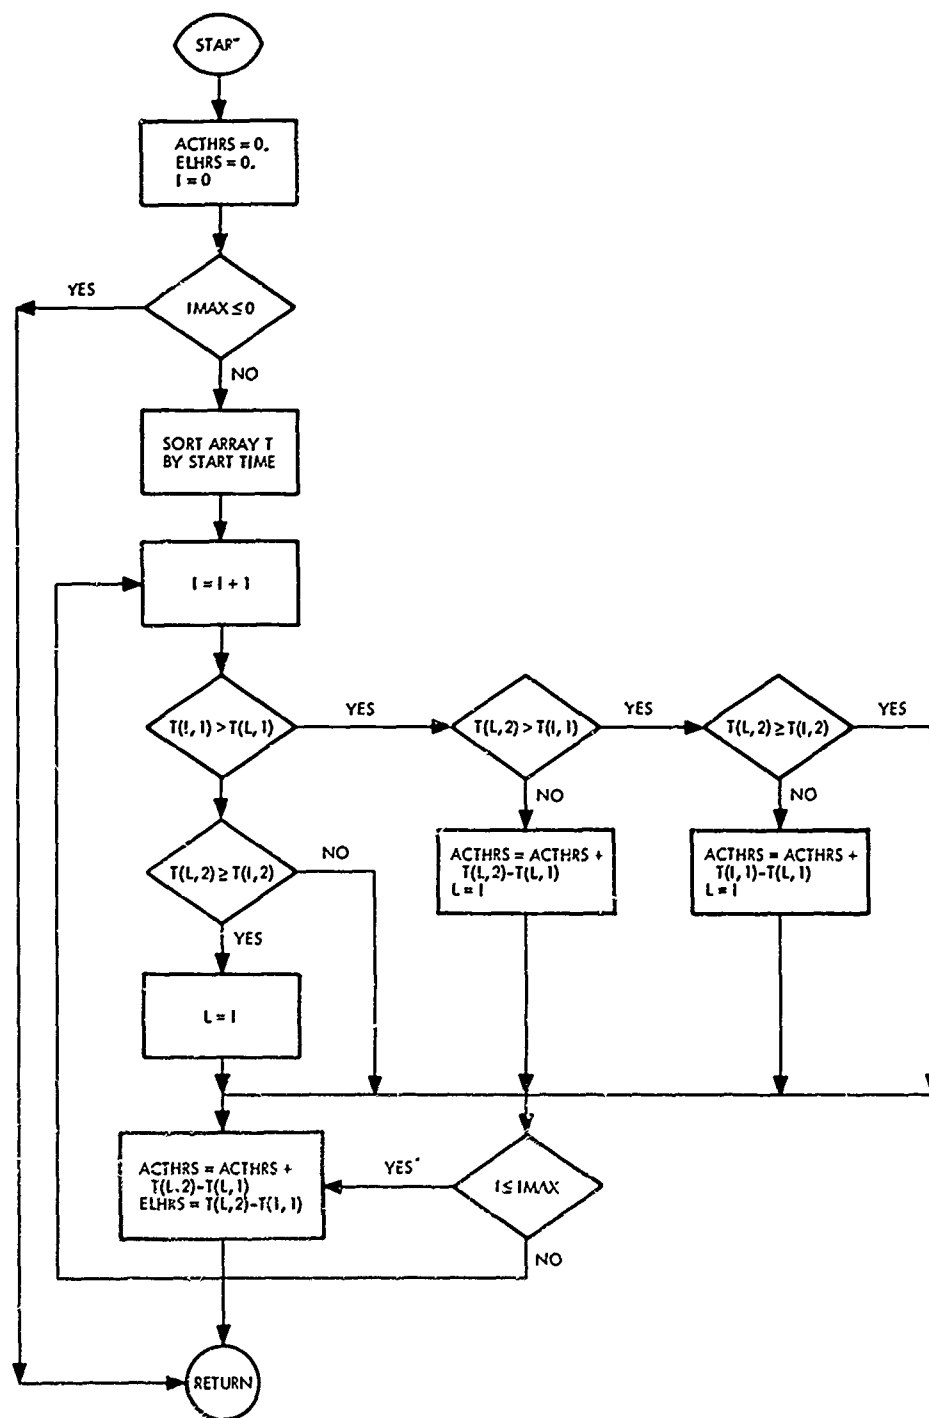 START
ACTHRS = 0.
ELHRS = 0.
I = 0
YES
IMAX ≤ 0
NO
SORT ARRAY T
BY START TIME
I = I + 1
T(I, 1) > T(L, 1)
YES
T(L, 2) > T(I, 1)
YES
T(L, 2) ≥ T(I, 2)
YES
NO
NO
T(L, 2) ≥ T(I, 2)
NO
YES
ACTHRS = ACTHRS +
T(L, 2)-T(L, 1)
L = I
ACTHRS = ACTHRS +
T(I, 1)-T(L, 1)
L = I
L = I
ACTHRS = ACTHRS +
T(L, 2)-T(L, 1)
ELHRS = T(L, 2)-T(1, 1)
YES
I ≤ IMAX
NO
RETURN